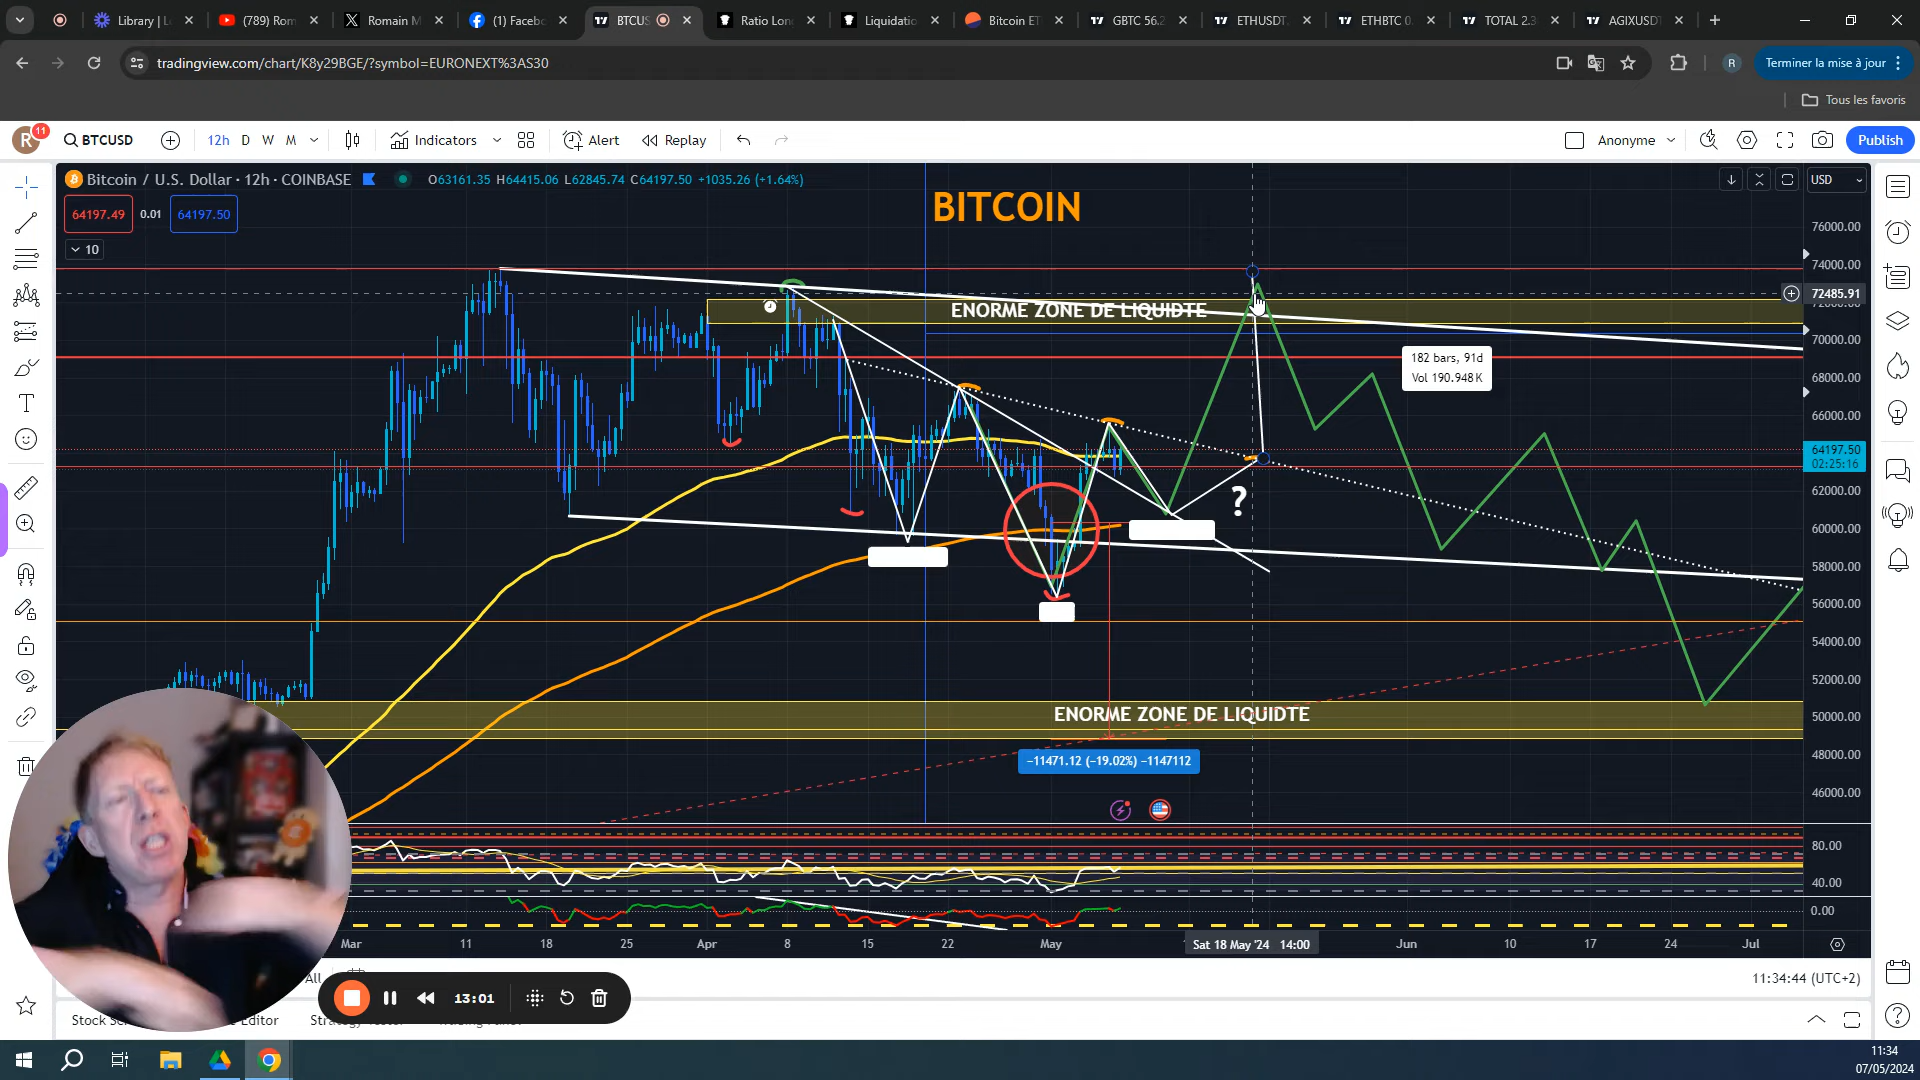 Library | L
(789) Rom
Romain M
(1) Facebo
BTCUS
Ratio Lon
Liquidatio
Bitcoin ET
GBTC 56.2
ETHUSDT
ETHBTC 0.
TOTAL 2.3
AGIXUSDT
tradingview.com/chart/K8y29BGE/?symbol=EURONEXT%3AS30
R
Terminer la mise à jour
Tous les favoris
R
11
BTCUSD
12h
D
W
M
Indicators
Alert
Replay
Anonyme
Publish
Bitcoin / U.S. Dollar · 12h · COINBASE
O63161.35 H64415.06 L62845.74 C64197.50 +1035.26 (+1.64%)
USD
64197.49
0.01
64197.50
BITCOIN
10
76000.00
74000.00
72485.91
70000.00
68000.00
66000.00
64197.50
02:25:16
62000.00
60000.00
58000.00
56000.00
54000.00
52000.00
50000.00
48000.00
46000.00
ENORME ZONE DE LIQUIDTE
182 bars, 91d
Vol 190.948K
?
ENORME ZONE DE LIQUIDTE
−11471.12 (−19.02%) −1147112
80.00
40.00
0.00
Mar
11
18
25
Apr
8
15
22
May
Sat 18 May '24 14:00
Jun
10
17
24
Jul
All
11:34:44 (UTC+2)
13:01
Stock Sc
Editor
11:34
07/05/2024